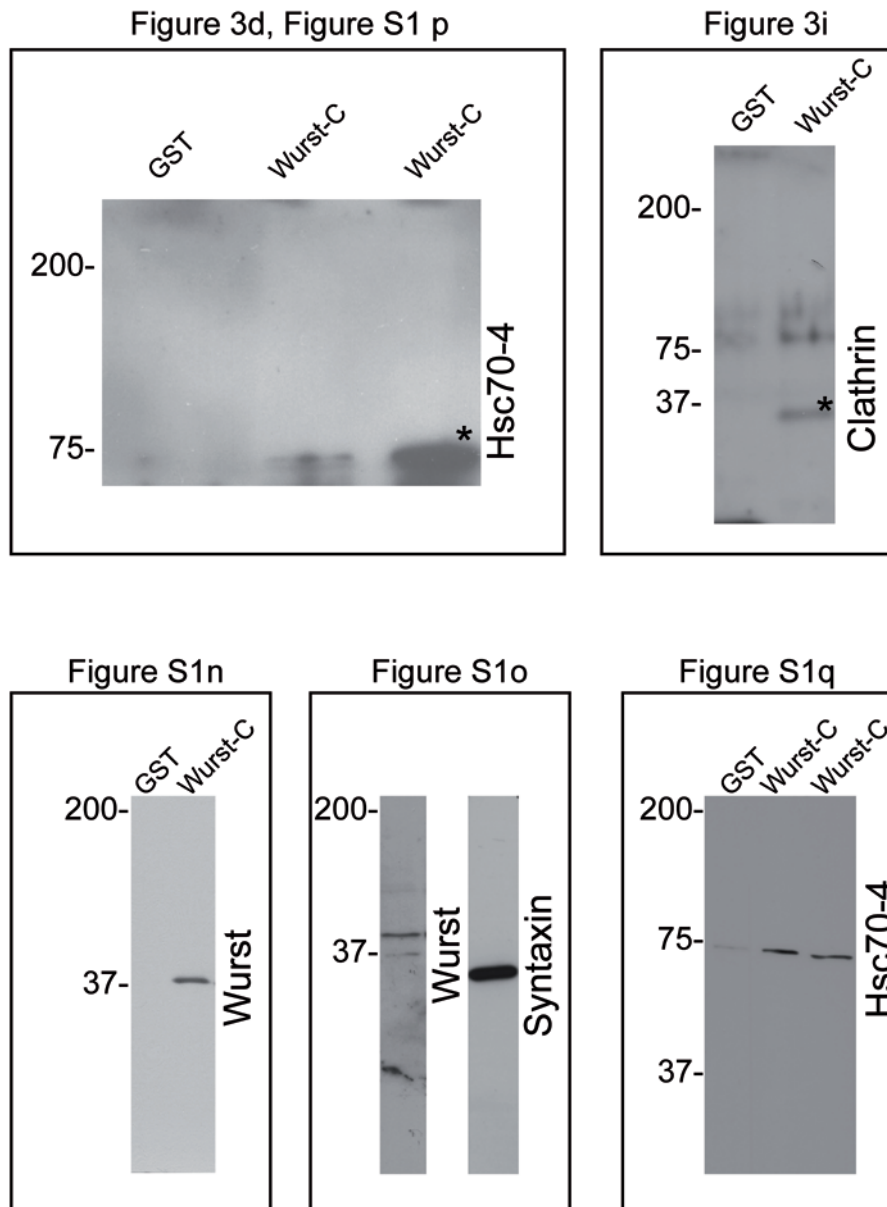 Figure 3d, Figure S1 p
GST Wurst-C Wurst-C
200-
75-
*
Hsc70-4
Figure 3i
GST Wurst-C
200-
75-
37-
*
Clathrin
Figure S1n
GST Wurst-C
200-
37-
Wurst
Figure S1o
200-
37-
Wurst
Syntaxin
Figure S1q
GST Wurst-C Wurst-C
200-
75-
37-
Hsc70-4